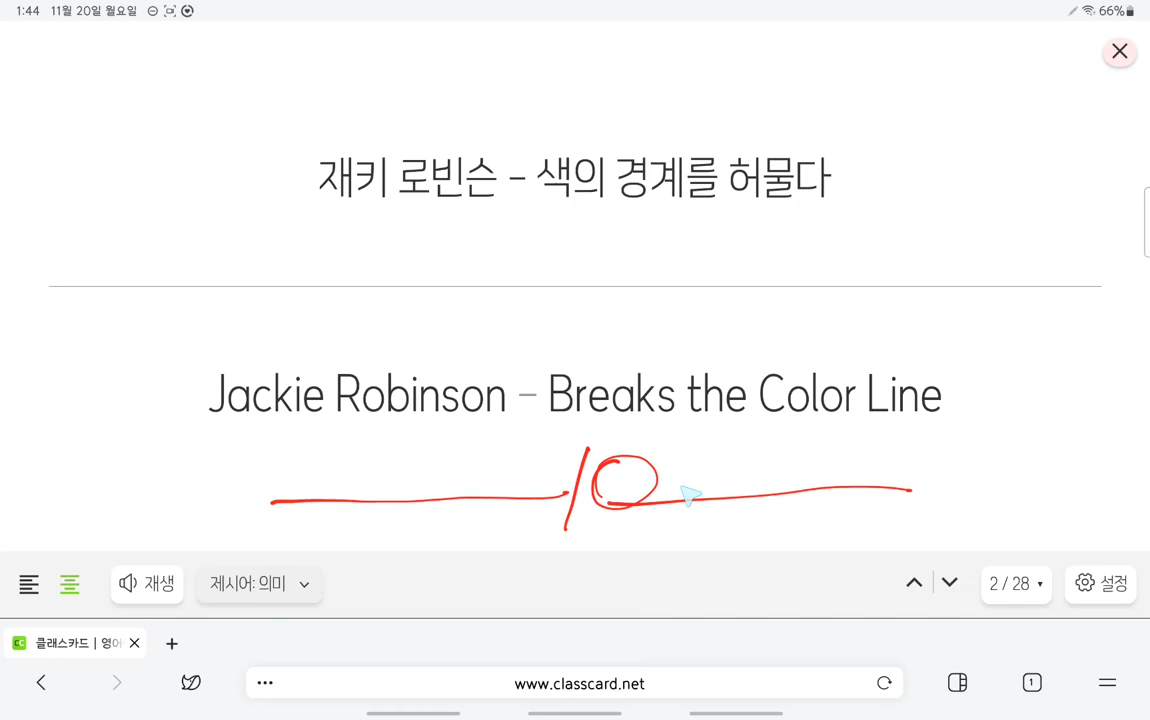 1:44 11월 20일 월요일
66%
재키 로빈슨 - 색의 경계를 허물다
Jackie Robinson - Breaks the Color Line
재생 제시어: 의미 2 / 28 설정
클래스카드 | 영어
www.classcard.net
1